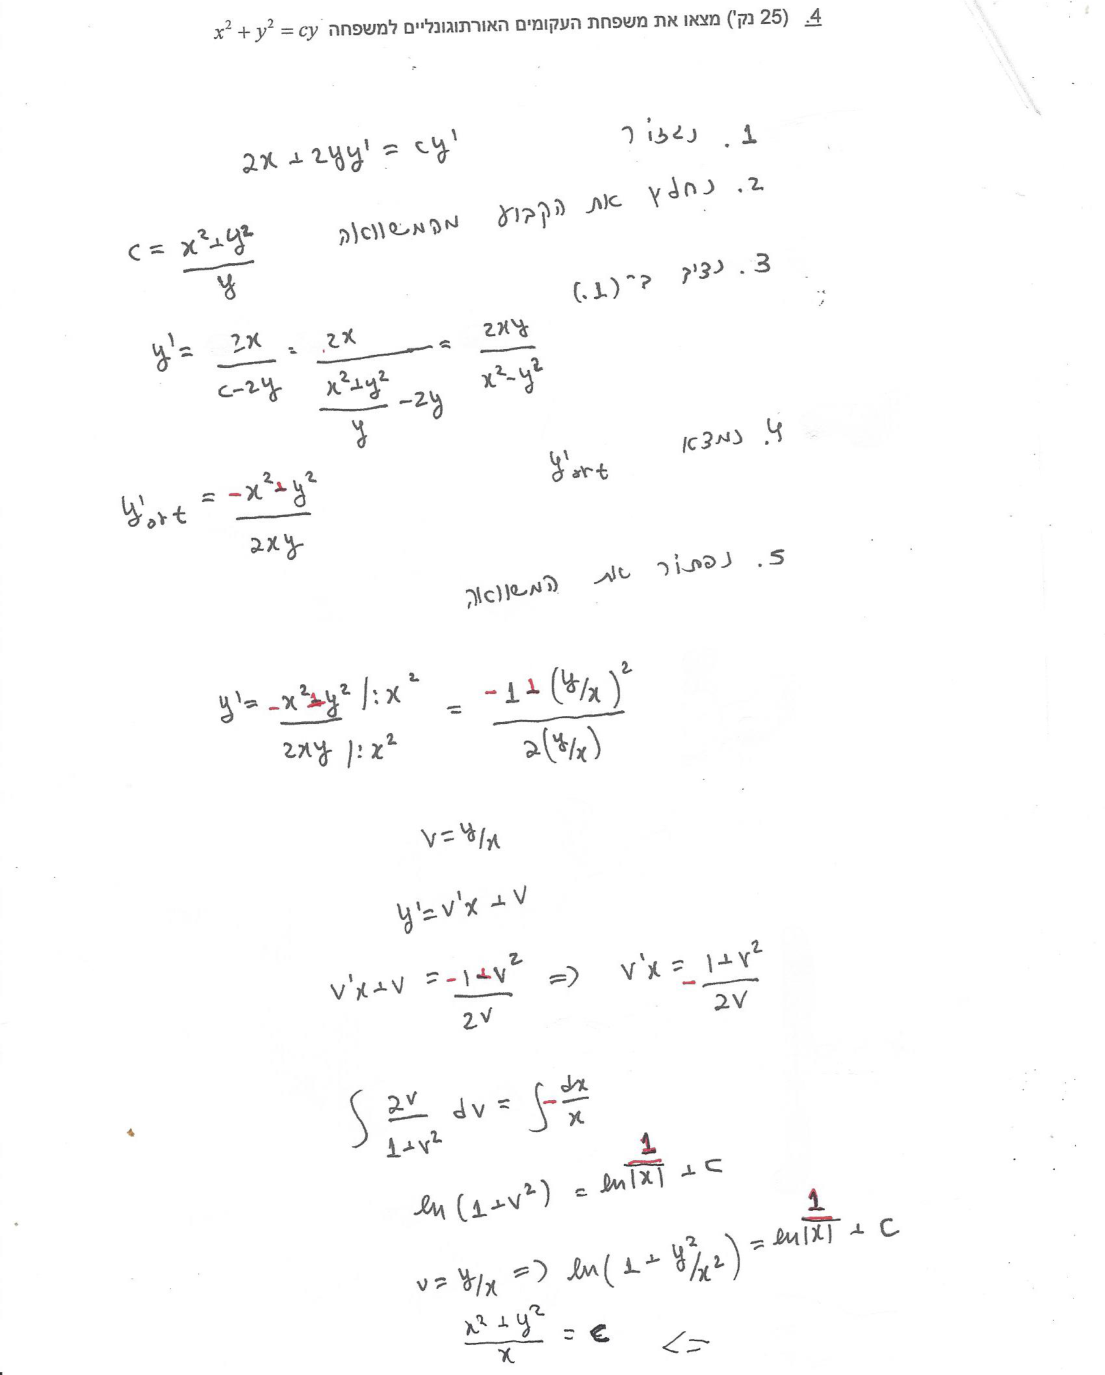 4. (25 נק') מצאו את משפחת העקומים האורתוגונליים למשפחה x² + y² = cy
1. נגזור 2x + 2yy' = cy'
2. נחלץ את הקבוע מהמשוואה c = (x²+y²)/y
3. נציב ב-(1.)
y' = 2x/(c-2y) = 2x/((x²+y²)/y - 2y) = 2xy/(x²-y²)
4. נמצא y'ort
y'ort = (-x²+y²)/2xy
5. נפתור את המשוואה
y' = (-x²+y² /:x²)/(2xy /:x²) = (-1+(y/x)²)/(2(y/x))
v = y/x
y' = v'x + v
v'x + v = (-1+v²)/2v => v'x = -(1+v²)/2v
∫ 2v/(1+v²) dv = ∫ -dx/x
ln(1+v²) = ln 1/|x| + c
v = y/x => ln(1 + y²/x²) = ln 1/|x| + c
(x²+y²)/x = c <=